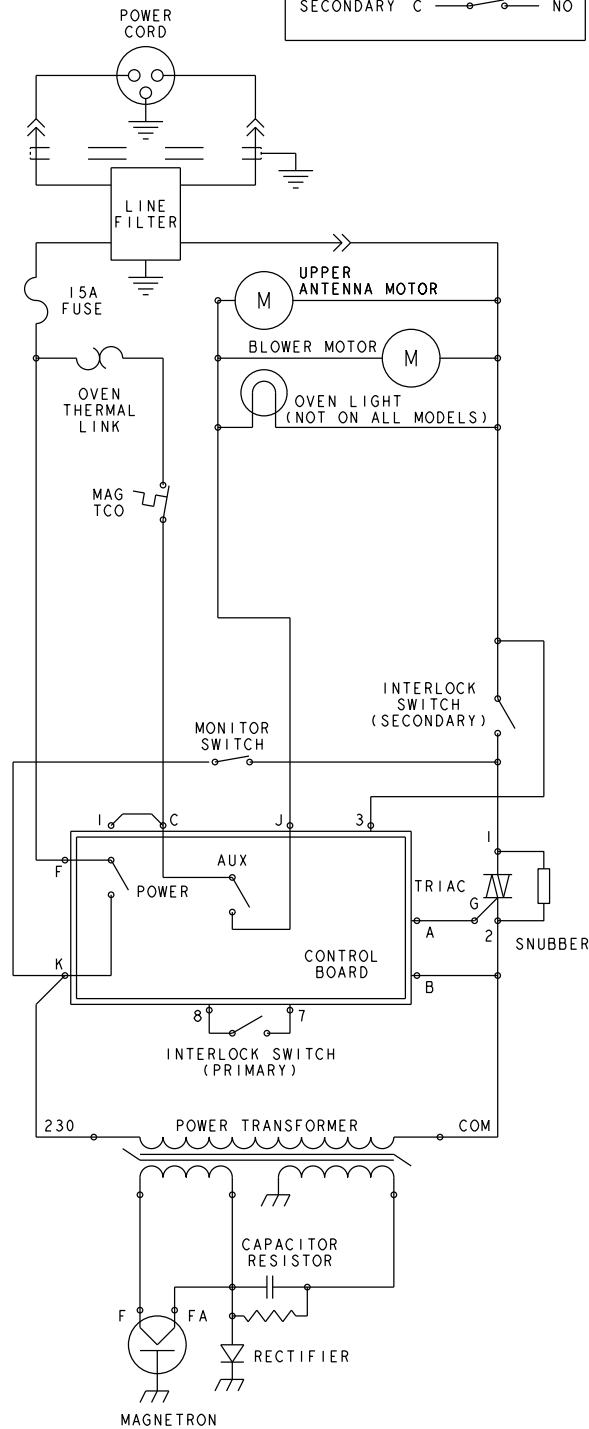 SECONDARY C NO
POWER
CORD
LINE
FILTER
15A
FUSE
UPPER
ANTENNA MOTOR
M
BLOWER MOTOR
M
OVEN LIGHT
(NOT ON ALL MODELS)
OVEN
THERMAL
LINK
MAG
TCO
INTERLOCK
SWITCH
(SECONDARY)
MONITOR
SWITCH
1 C J 3
1
F
POWER
AUX
TRIAC
G
A
2
SNUBBER
K
CONTROL
BOARD
B
8 7
INTERLOCK SWITCH
(PRIMARY)
230 POWER TRANSFORMER COM
CAPACITOR
RESISTOR
F FA
RECTIFIER
MAGNETRON